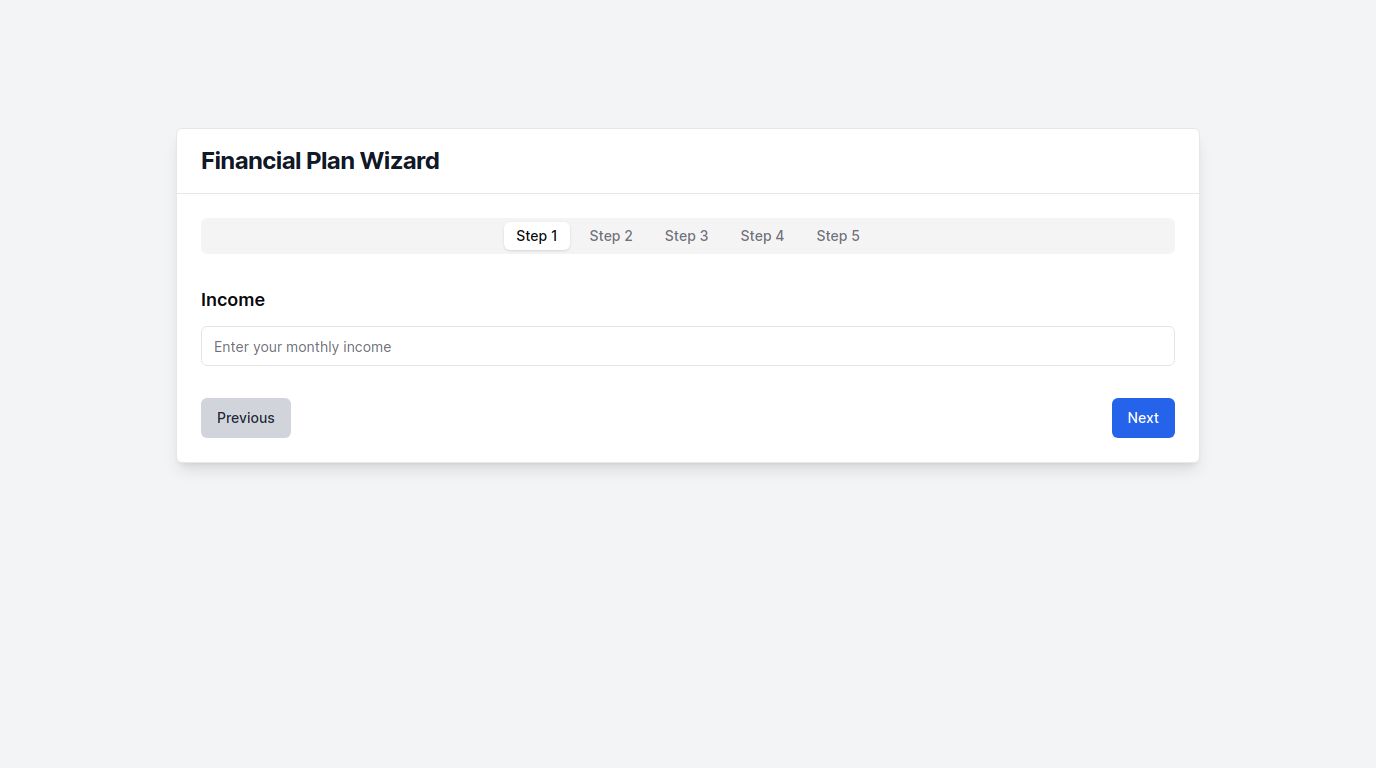 Financial Plan Wizard
Step 1 Step 2 Step 3 Step 4 Step 5
Income
Enter your monthly income
Previous Next